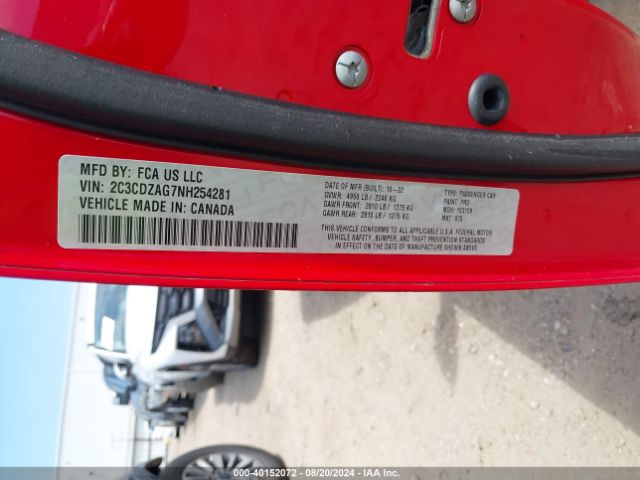 MFD BY: FCA US LLC
VIN: 2C3CDZAG7NH254281
VEHICLE MADE IN: CANADA
DATE OF MFR (BUILT): 10-22
GVWR: 4950 LB / 2246 KG
GAWR FRONT: 2810 LB / 1275 KG
GAWR REAR: 2810 LB / 1275 KG
TYPE: PASSENGER CAR
PAINT: PRD
MDH: 103109
THIS VEHICLE CONFORMS TO ALL APPLICABLE U.S.A. FEDERAL MOTOR
VEHICLE SAFETY, BUMPER, AND THEFT PREVENTION STANDARDS
IN EFFECT ON THE DATE OF MANUFACTURE SHOWN ABOVE.
00-40152072 - 08/20/2024 - IAA Inc.